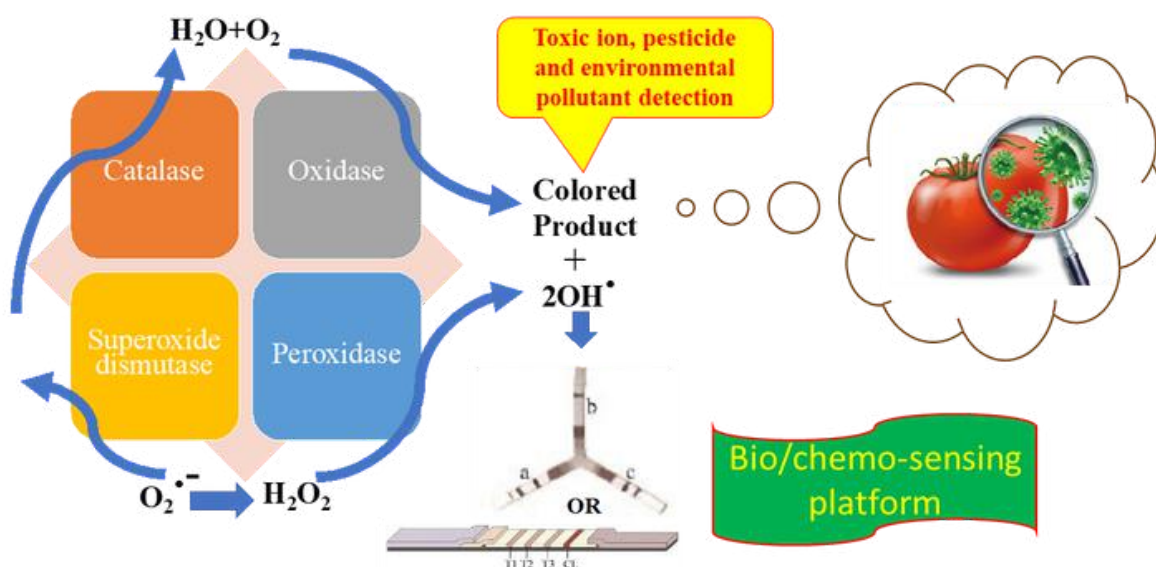 H₂O+O₂
Toxic ion, pesticide
and environmental
pollutant detection
Catalase
Oxidase
Colored
Product
+
2OH•
Superoxide
dismutase
Peroxidase
O₂•−
H₂O₂
b
a
c
OR
Bio/chemo-sensing
platform